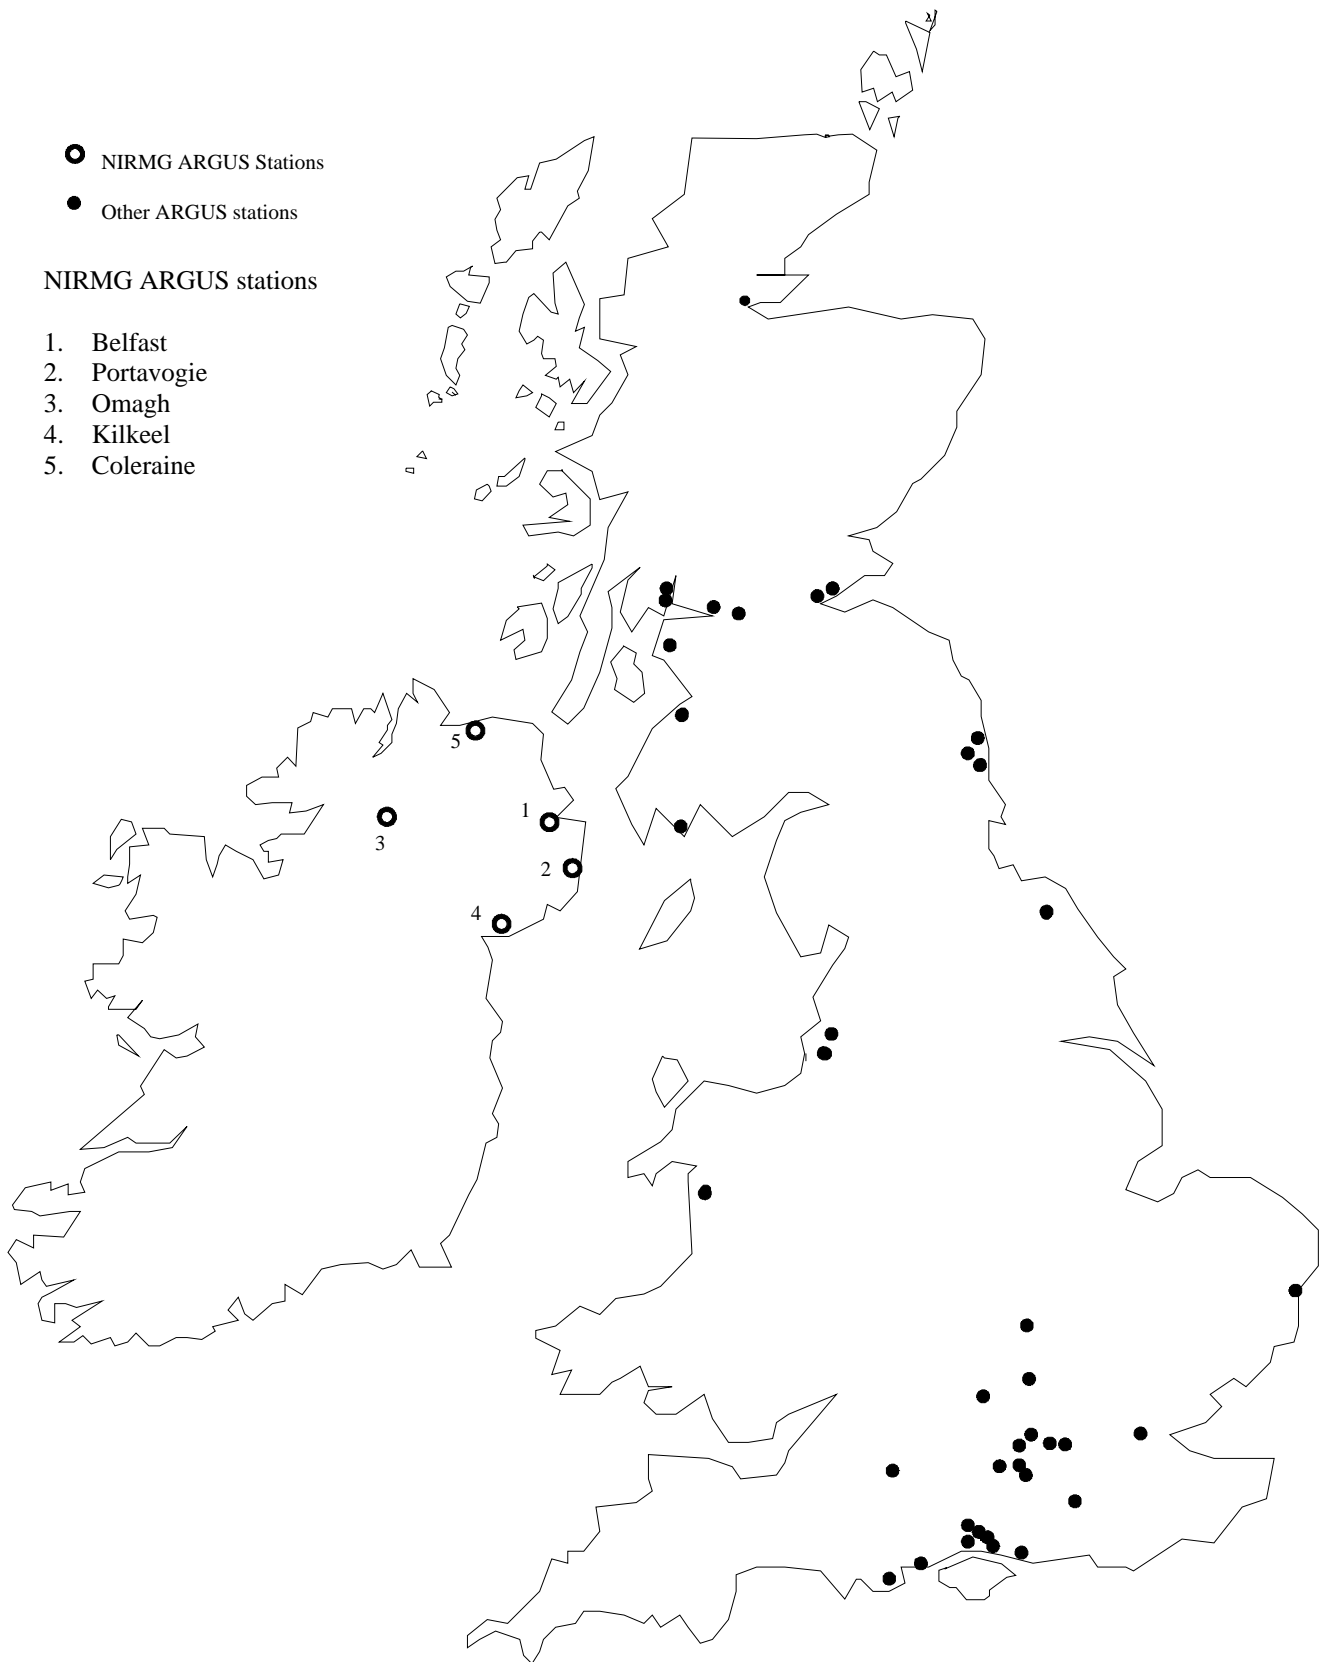 NIRMG ARGUS Stations
Other ARGUS stations
NIRMG ARGUS stations
1. Belfast
2. Portavogie
3. Omagh
4. Kilkeel
5. Coleraine
5
1
3
2
4